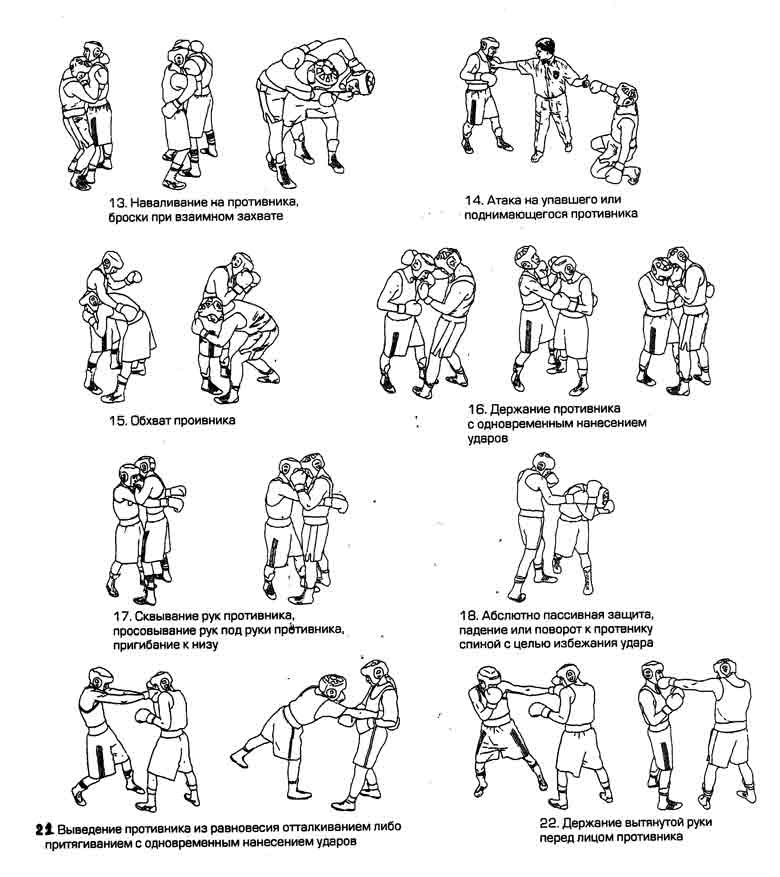 13. Наваливание на противника,
броски при взаимном захвате
14. Атака на упавшего или
поднимающегося противника
15. Обхват проивника
16. Держание противника
с одновременным нанесением
ударов
17. Сквывание рук противника,
просовывание рук под руки противника,
пригибание к низу
18. Абслютно пассивная защита,
падение или поворот к протвнику
спиной с целью избежания удара
21 Выведение противника из равновесия отталкиванием либо
притягиванием с одновременным нанесением ударов
22. Держание вытянутой руки
перед лицом противника